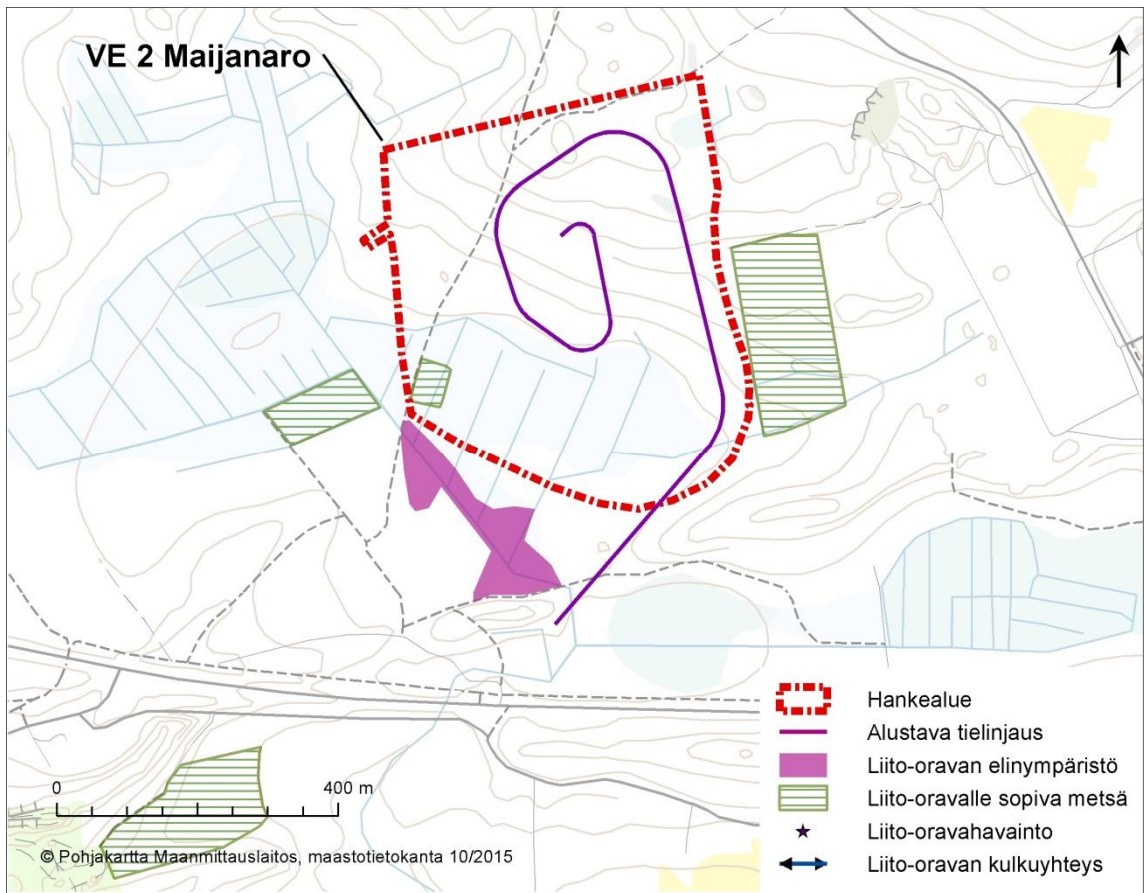 VE 2 Maijanaro
Hankealue
Alustava tielinjaus
Liito-oravan elinympäristö
Liito-oravalle sopiva metsä
Liito-oravahavainto
Liito-oravan kulkuyhteys
0 400 m
© Pohjakartta Maanmittauslaitos, maastotietokanta 10/2015